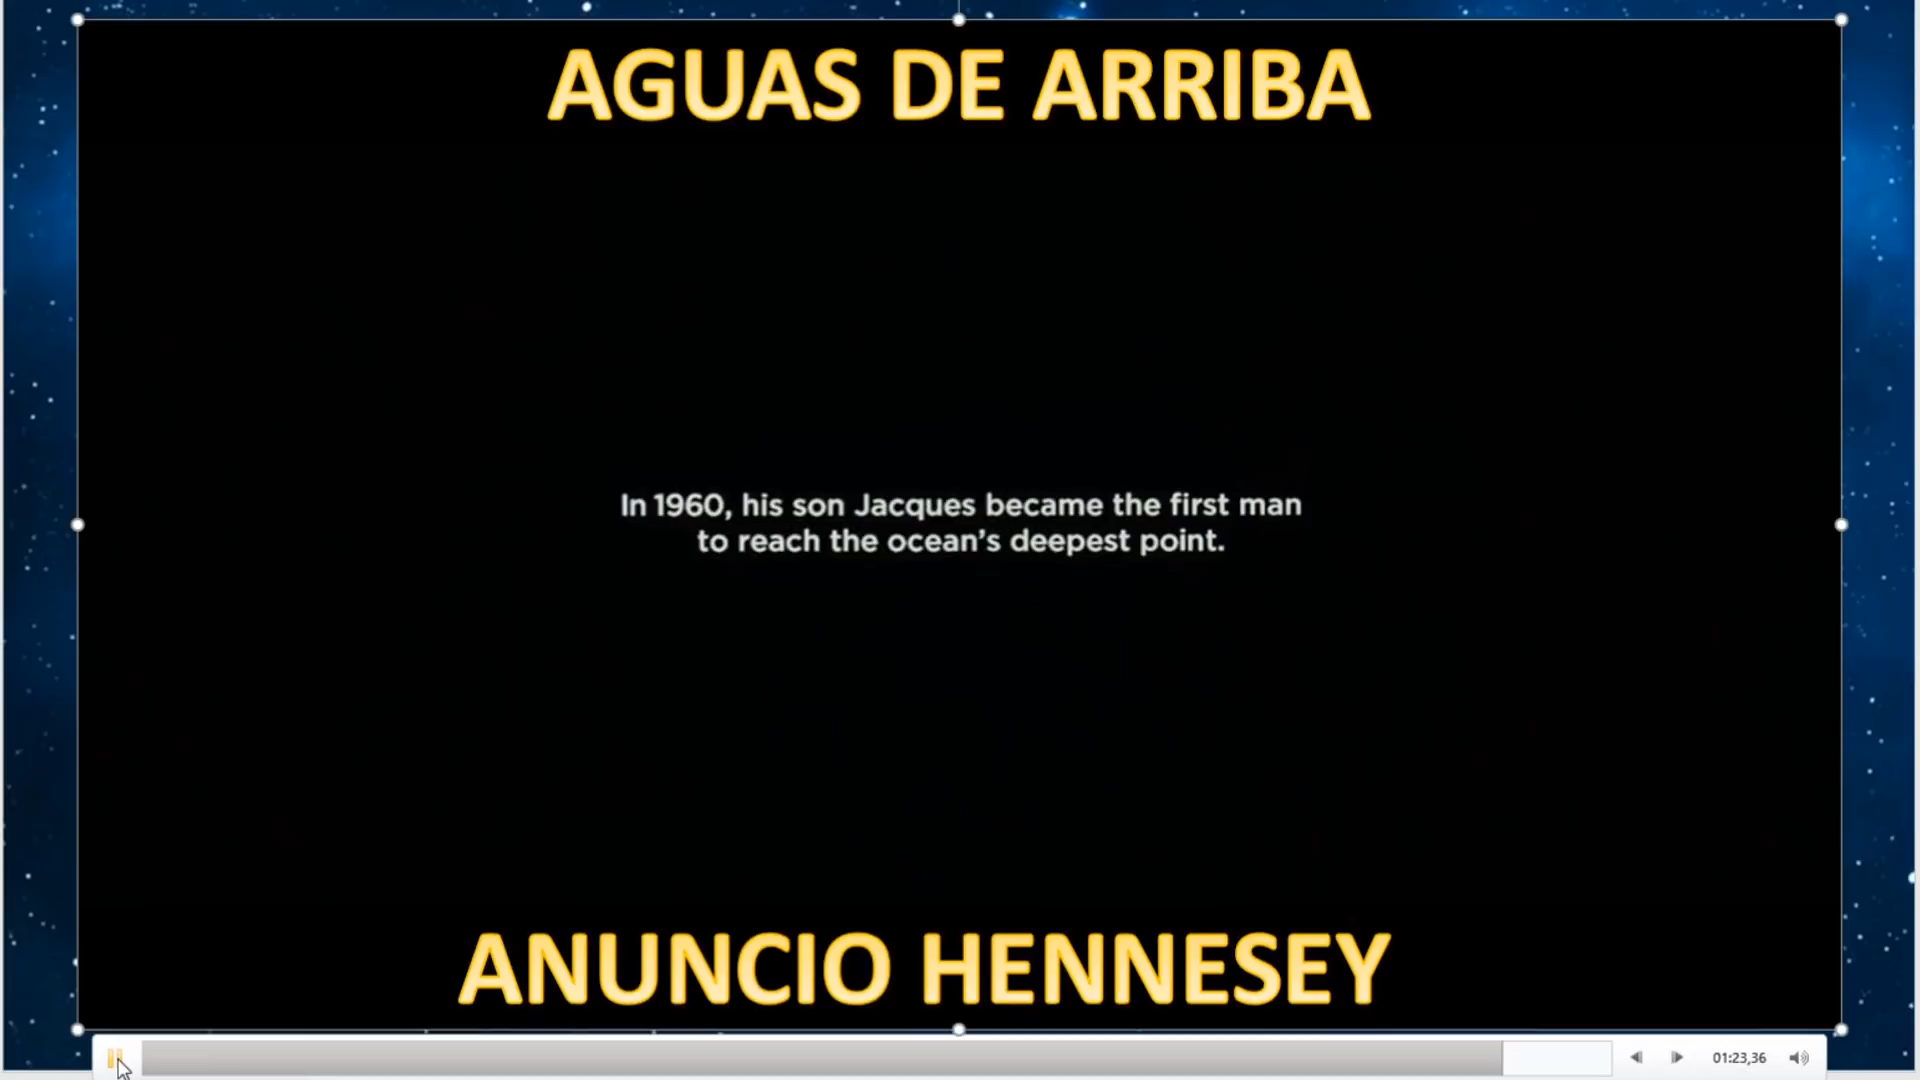 AGUAS DE ARRIBA
In 1960, his son Jacques became the first man
to reach the ocean's deepest point.
ANUNCIO HENNESEY
01:23,36